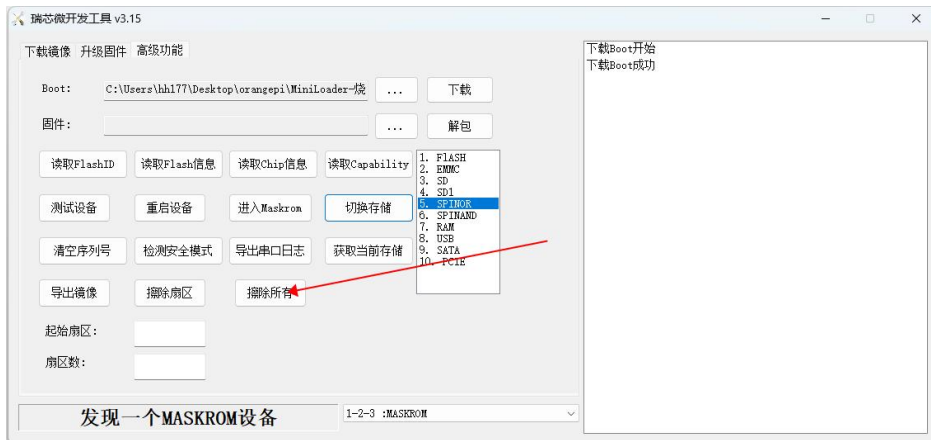 瑞芯微开发工具 v3.15
下载镜像 升级固件 高级功能
Boot: C:\Users\hh177\Desktop\orangepi\MiniLoader-烧 ... 下载
固件: ... 解包
读取FlashID 读取Flash信息 读取Chip信息 读取Capability
测试设备 重启设备 进入Maskrom 切换存储
清空序列号 检测安全模式 导出串口日志 获取当前存储
导出镜像 擦除扇区 擦除所有
1. FlASH
2. EMMC
3. SD
4. SD1
5. SPINOR
6. SPINAND
7. RAM
8. USB
9. SATA
10. PCIE
起始扇区:
扇区数:
发现一个MASKROM设备 1-2-3 :MASKROM
下载Boot开始
下载Boot成功